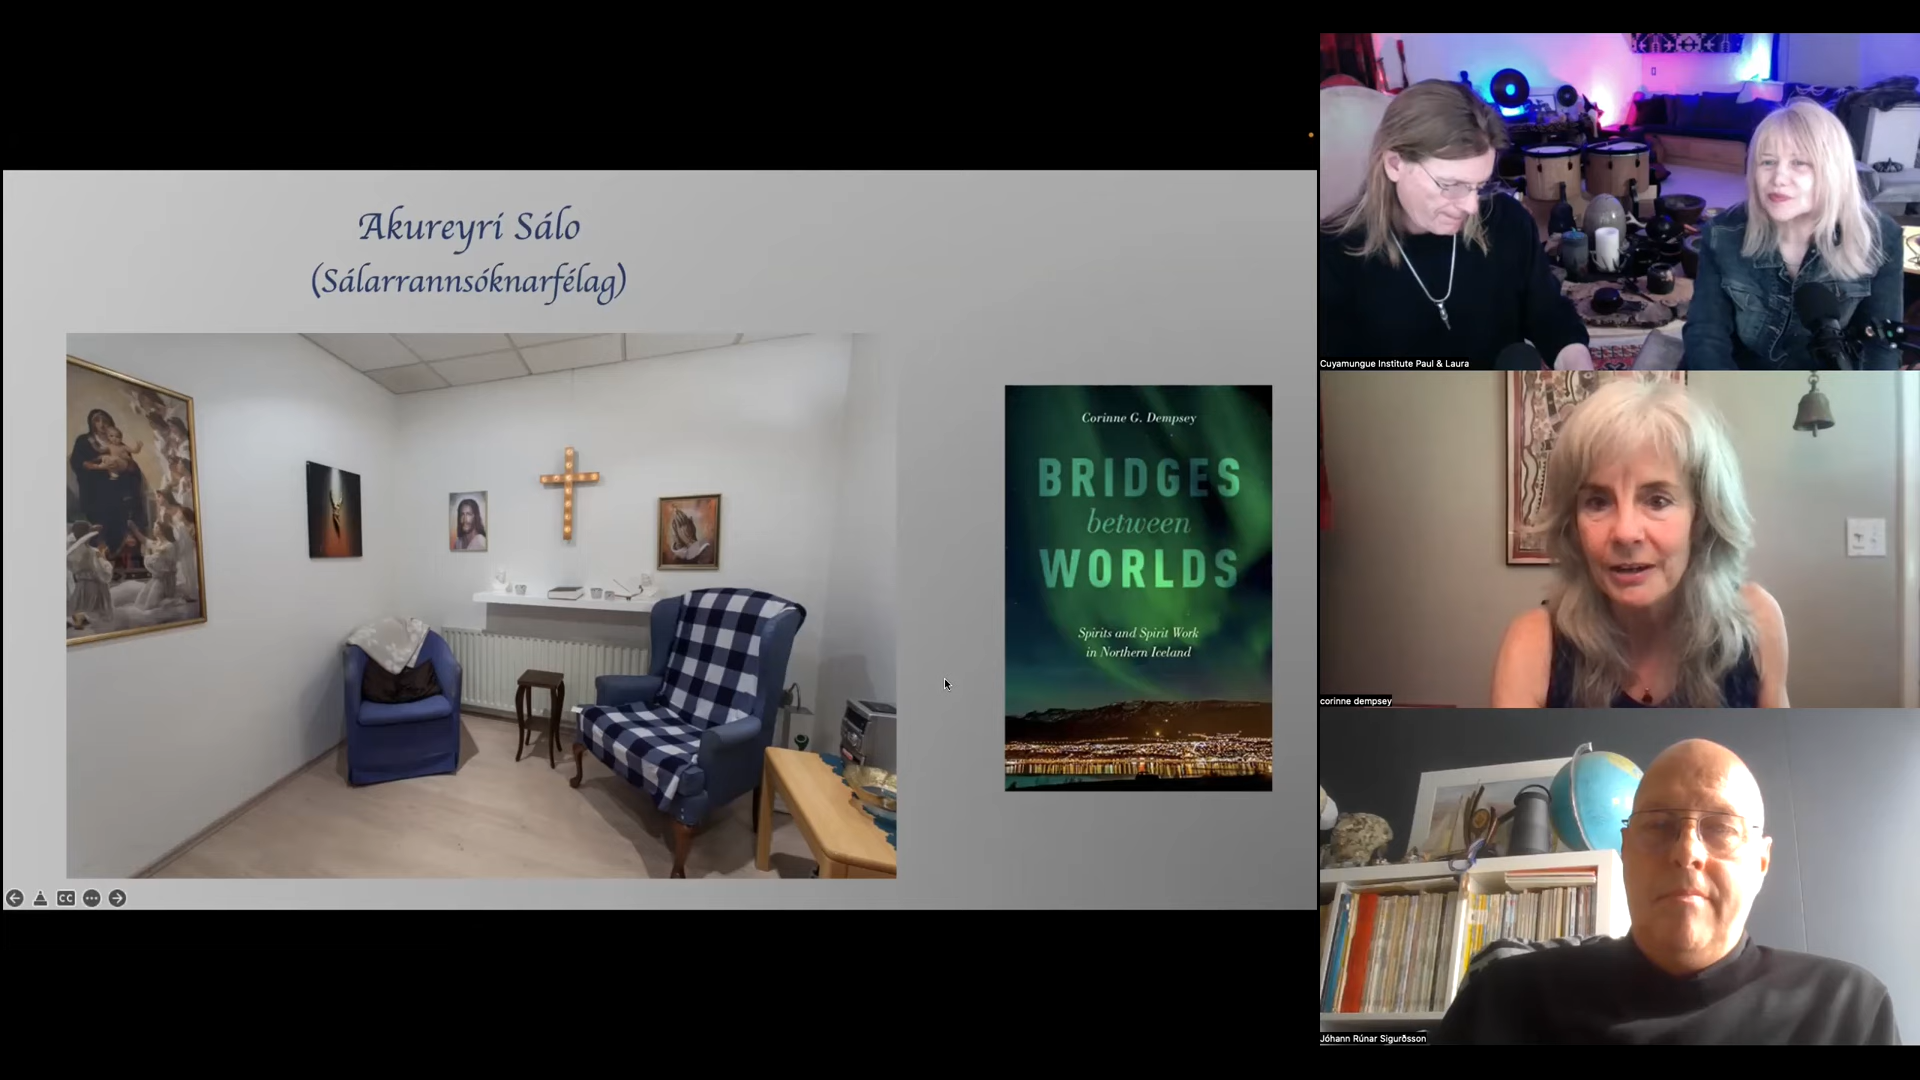 Akureyri Sálo
(Sálarrannsóknarfélag)
Corinne G. Dempsey
BRIDGES
between
WORLDS
Spirits and Spirit Work
in Northern Iceland
CC
Cuyamungue Institute Paul & Laura
corinne dempsey
Jóhann Rúnar Sigurðsson